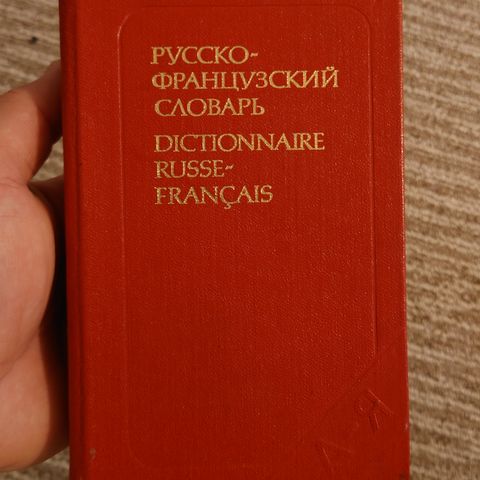 РУССКО-
ФРАНЦУЗСКИЙ
СЛОВАРЬ
DICTIONNAIRE
RUSSE-
FRANÇAIS